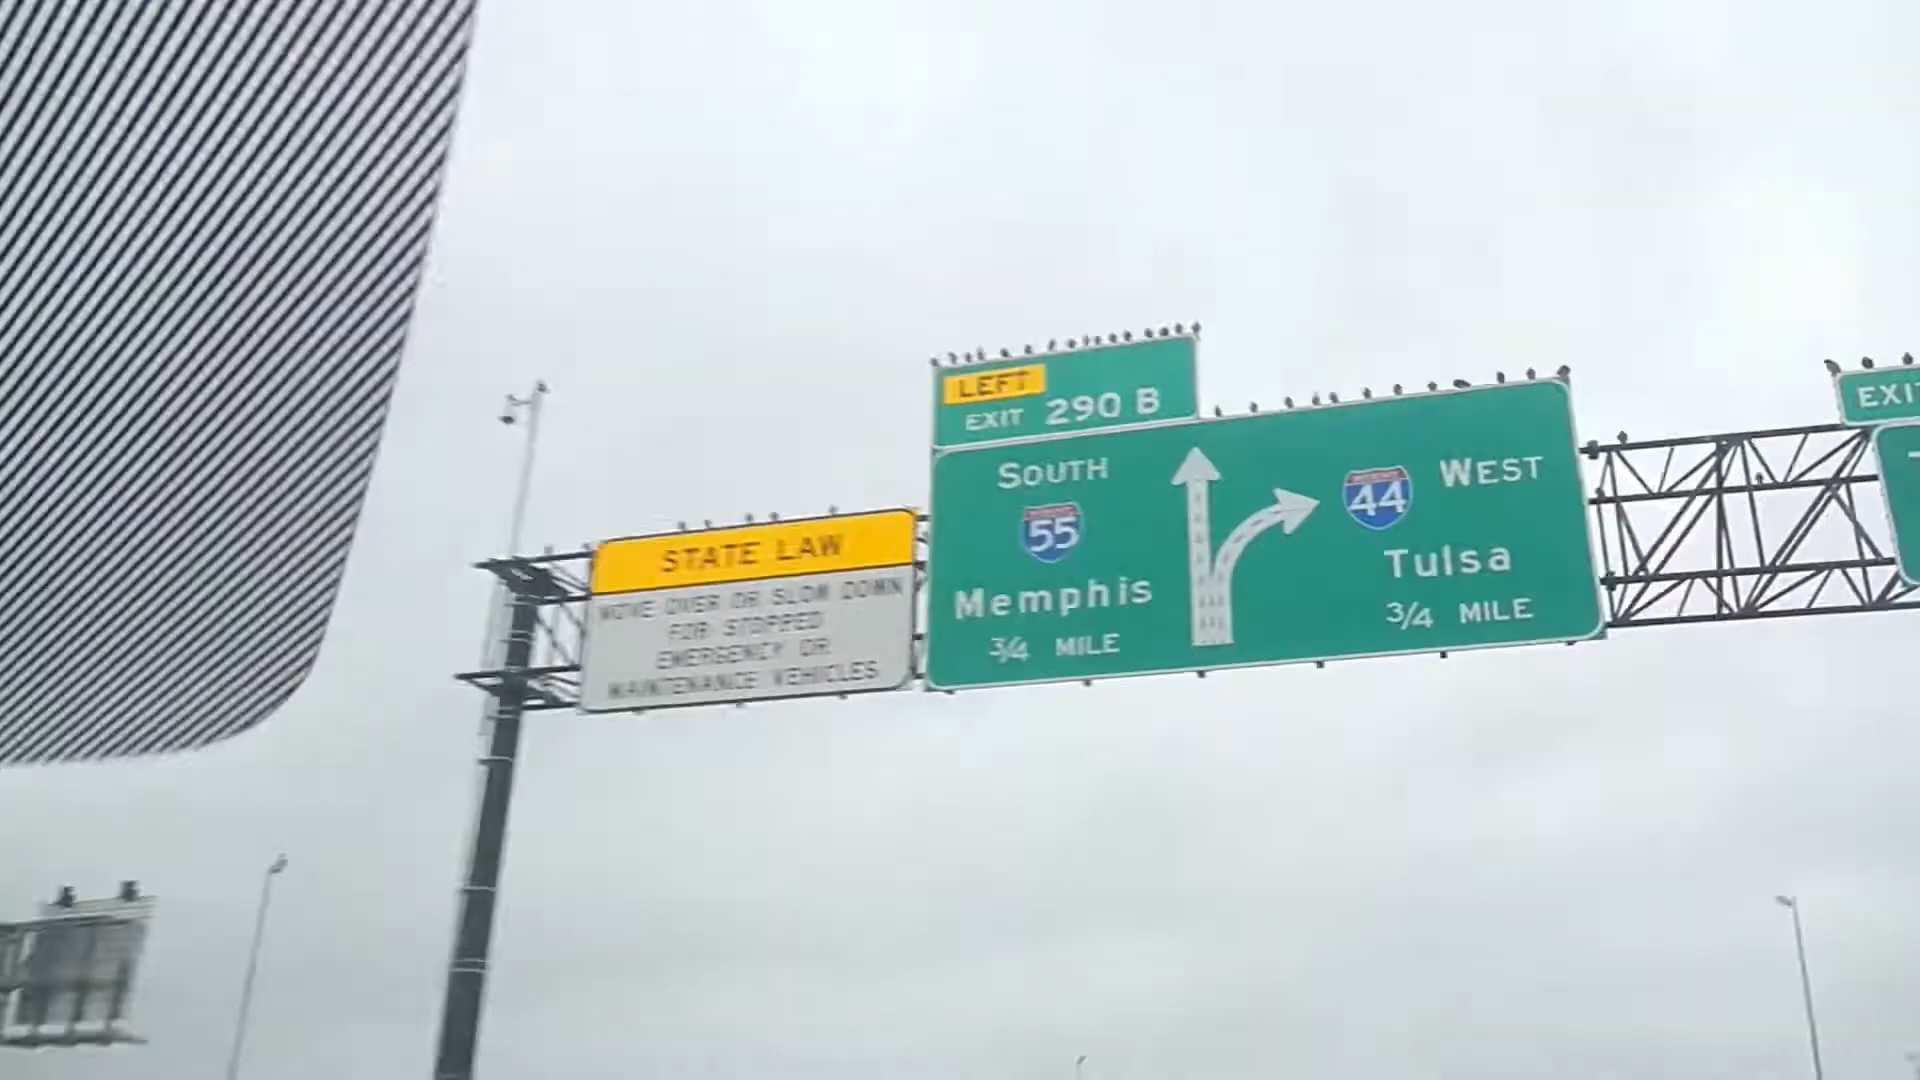 STATE LAW
MOVE OVER OR SLOW DOWN
FOR STOPPED
EMERGENCY OR
MAINTENANCE VEHICLES
LEFT
EXIT 290 B
SOUTH
55
Memphis
3/4 MILE
44 WEST
Tulsa
3/4 MILE